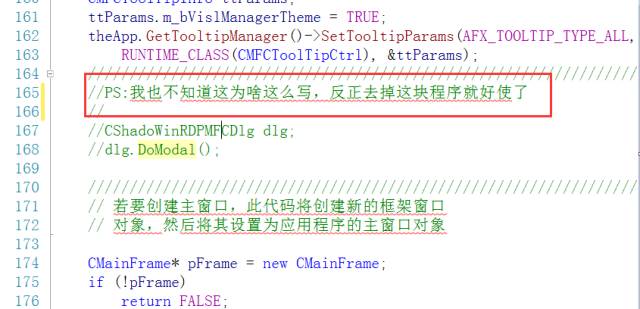 160 CMFCToolTipInfo ttParams;
161 ttParams.m_bVislManagerTheme = TRUE;
162 theApp.GetTooltipManager()->SetTooltipParams(AFX_TOOLTIP_TYPE_ALL,
163 RUNTIME_CLASS(CMFCToolTipCtrl), &ttParams);
164 ////////////////////////////////////////////////////////////////////
165 //PS:我也不知道这为啥这么写，反正去掉这块程序就好使了
166 //
167 //CShadoWinRDPMFCDlg dlg;
168 //dlg.DoModal();
169
170 ////////////////////////////////////////////////////////////////////
171 // 若要创建主窗口，此代码将创建新的框架窗口
172 // 对象，然后将其设置为应用程序的主窗口对象
173
174 CMainFrame* pFrame = new CMainFrame;
175 if (!pFrame)
176 return FALSE;